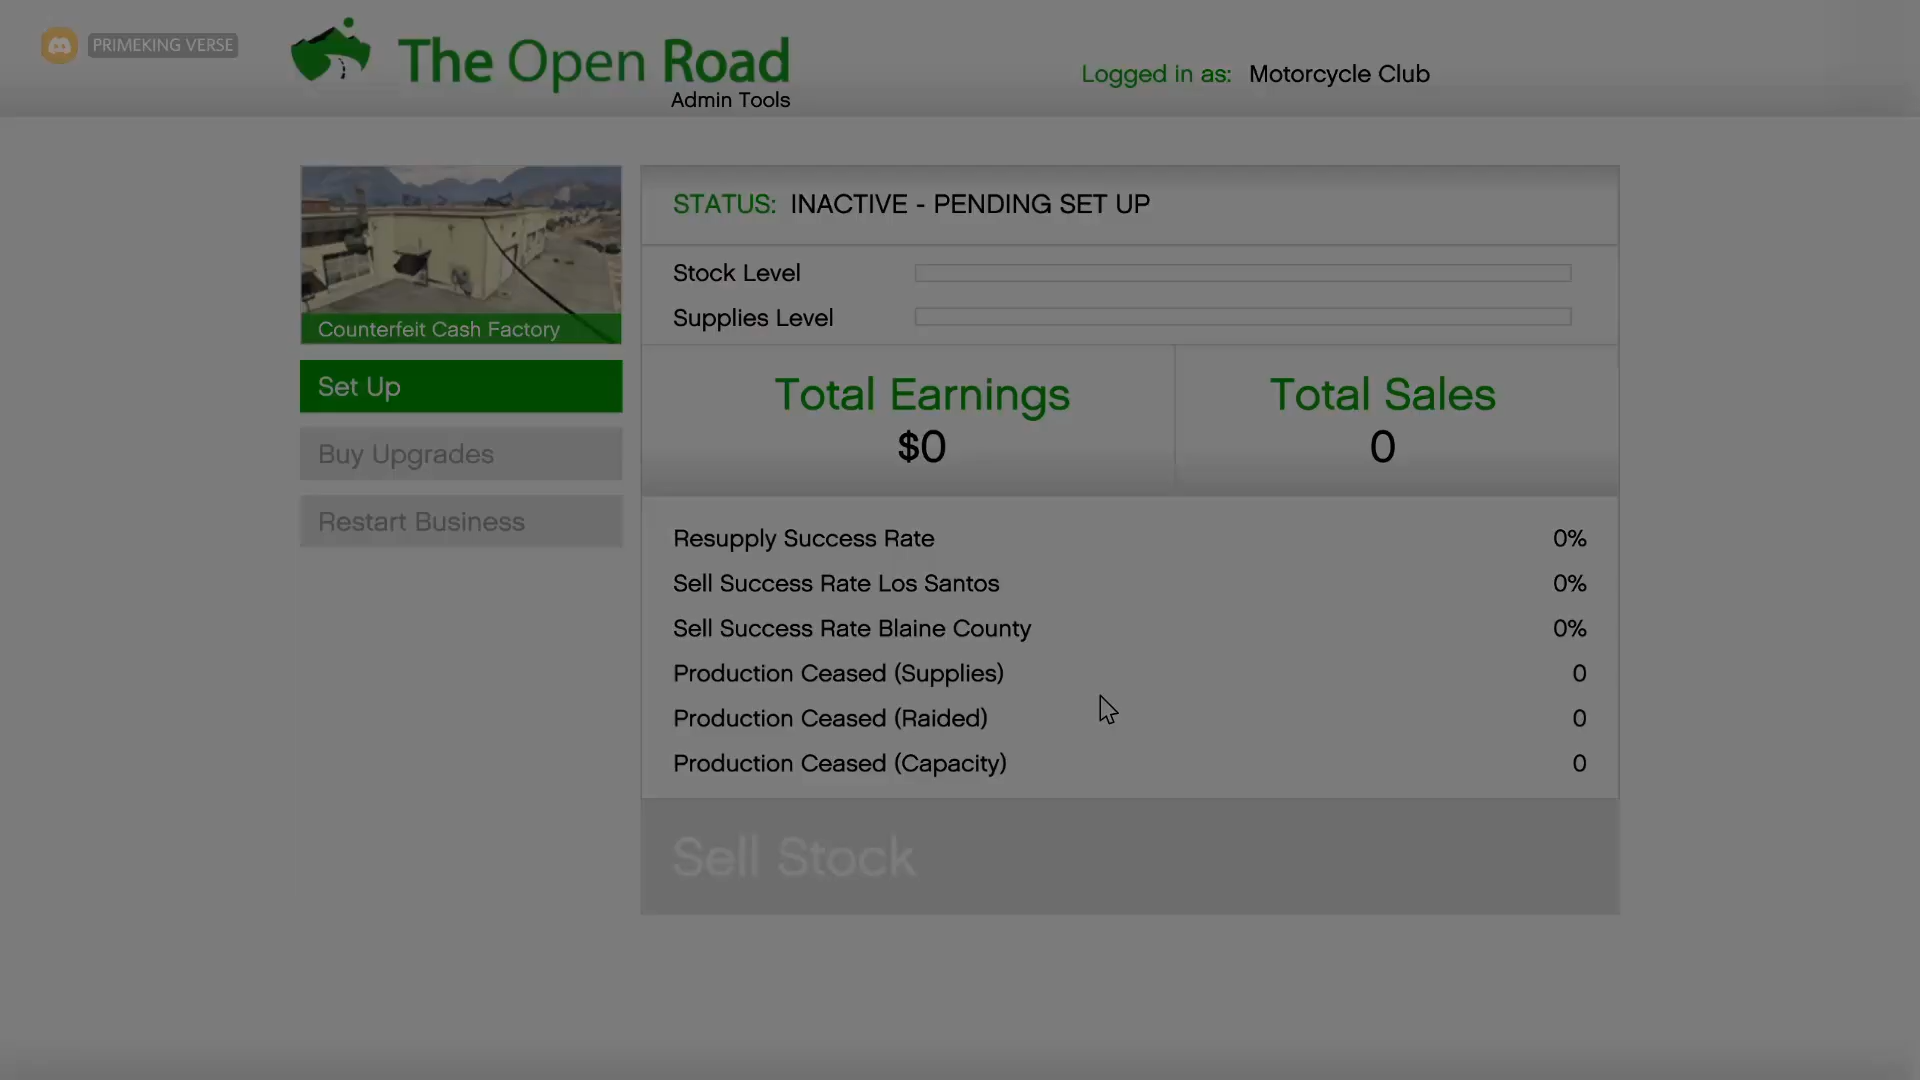 PRIMEKING VERSE
The Open Road
Admin Tools
Logged in as: Motorcycle Club
Counterfeit Cash Factory
Set Up
Buy Upgrades
Restart Business
STATUS: INACTIVE - PENDING SET UP
Stock Level
Supplies Level
Total Earnings
$0
Total Sales
0
Resupply Success Rate 0%
Sell Success Rate Los Santos 0%
Sell Success Rate Blaine County 0%
Production Ceased (Supplies) 0
Production Ceased (Raided) 0
Production Ceased (Capacity) 0
Sell Stock